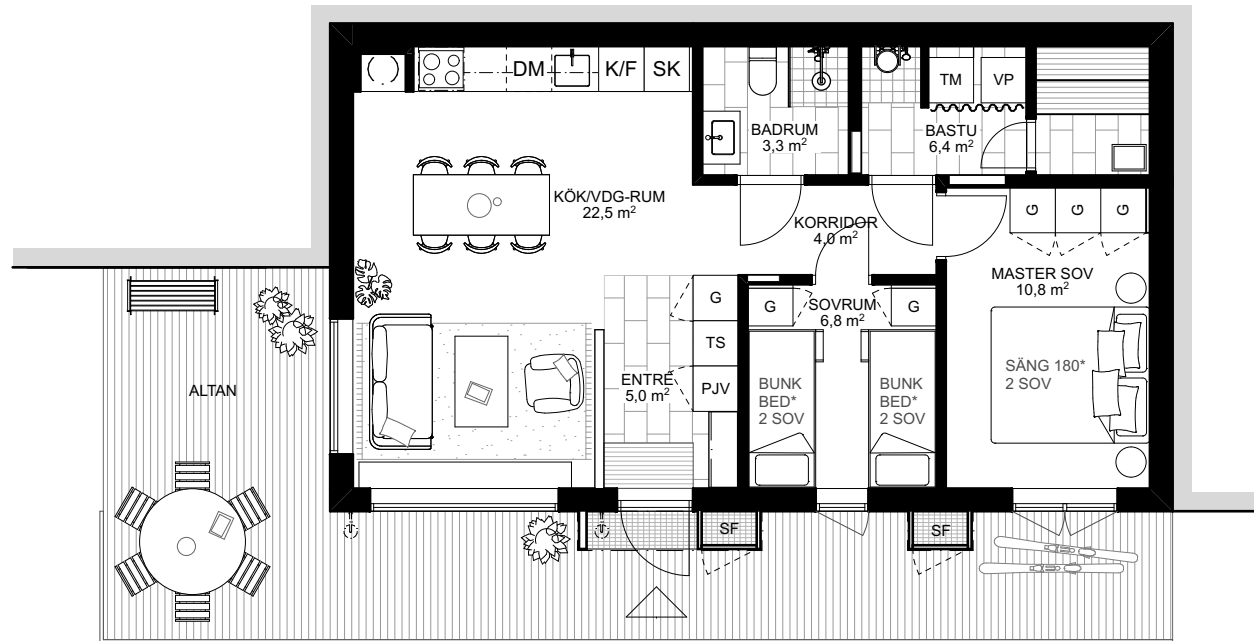 DM
K/F
SK
TM
VP
BADRUM
3,3 m²
BASTU
6,4 m²
KÖK/VDG-RUM
22,5 m²
KORRIDOR
4,0 m²
G
G
G
MASTER SOV
10,8 m²
G
G
SOVRUM
6,8 m²
G
TS
PJV
ENTRE
5,0 m²
ALTAN
BUNK
BED*
2 SOV
BUNK
BED*
2 SOV
SÄNG 180*
2 SOV
SF
SF